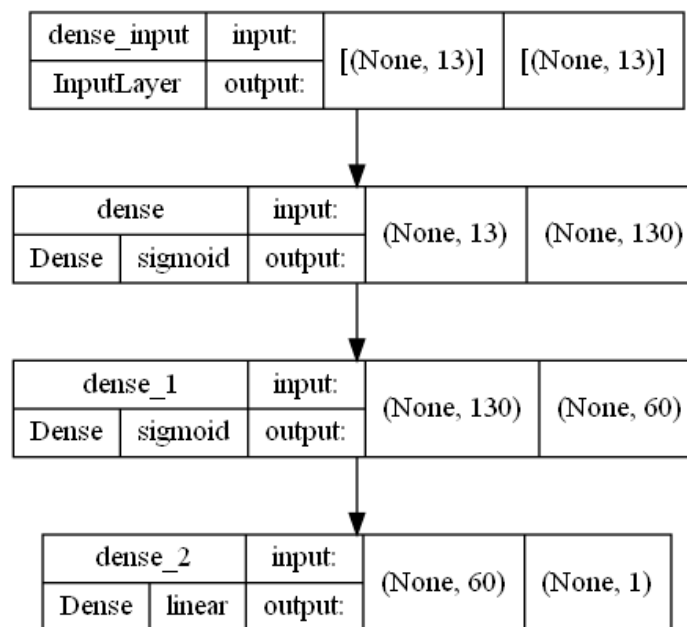 dense_input input: [(None, 13)] [(None, 13)]
InputLayer output:
dense input: (None, 13) (None, 130)
Dense sigmoid output:
dense_1 input: (None, 130) (None, 60)
Dense sigmoid output:
dense_2 input: (None, 60) (None, 1)
Dense linear output: